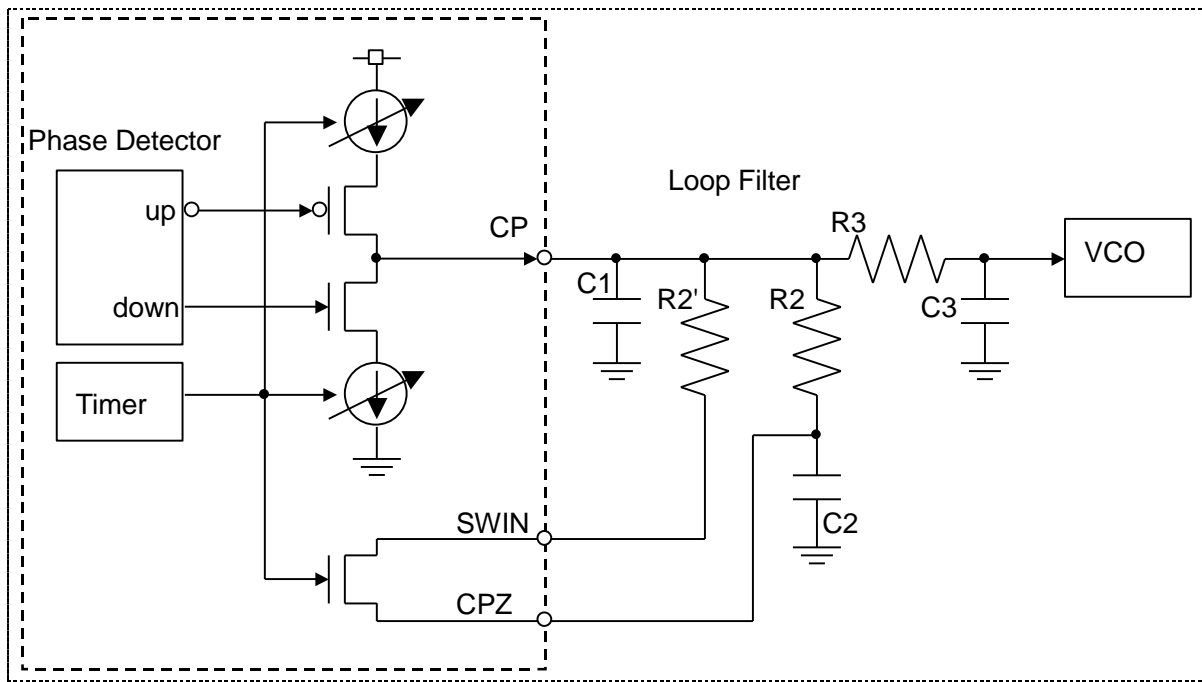 Phase Detector
up
down
Timer
CP
SWIN
CPZ
Loop Filter
C1
R2'
R2
R3
C3
C2
VCO